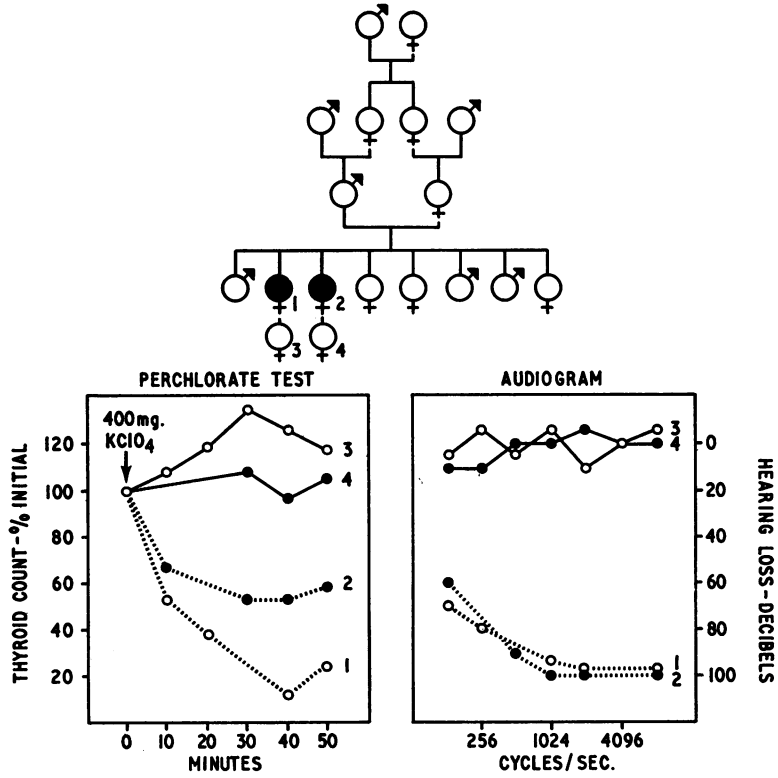 1 2
3 4
PERCHLORATE TEST
400mg.
KClO4
THYROID COUNT-% INITIAL
120
100
80
60
40
20
3
4
2
1
0 10 20 30 40 50
MINUTES
AUDIOGRAM
3
4
1
2
0
20
40
60
80
100
HEARING LOSS-DECIBELS
256 1024 4096
CYCLES/SEC.